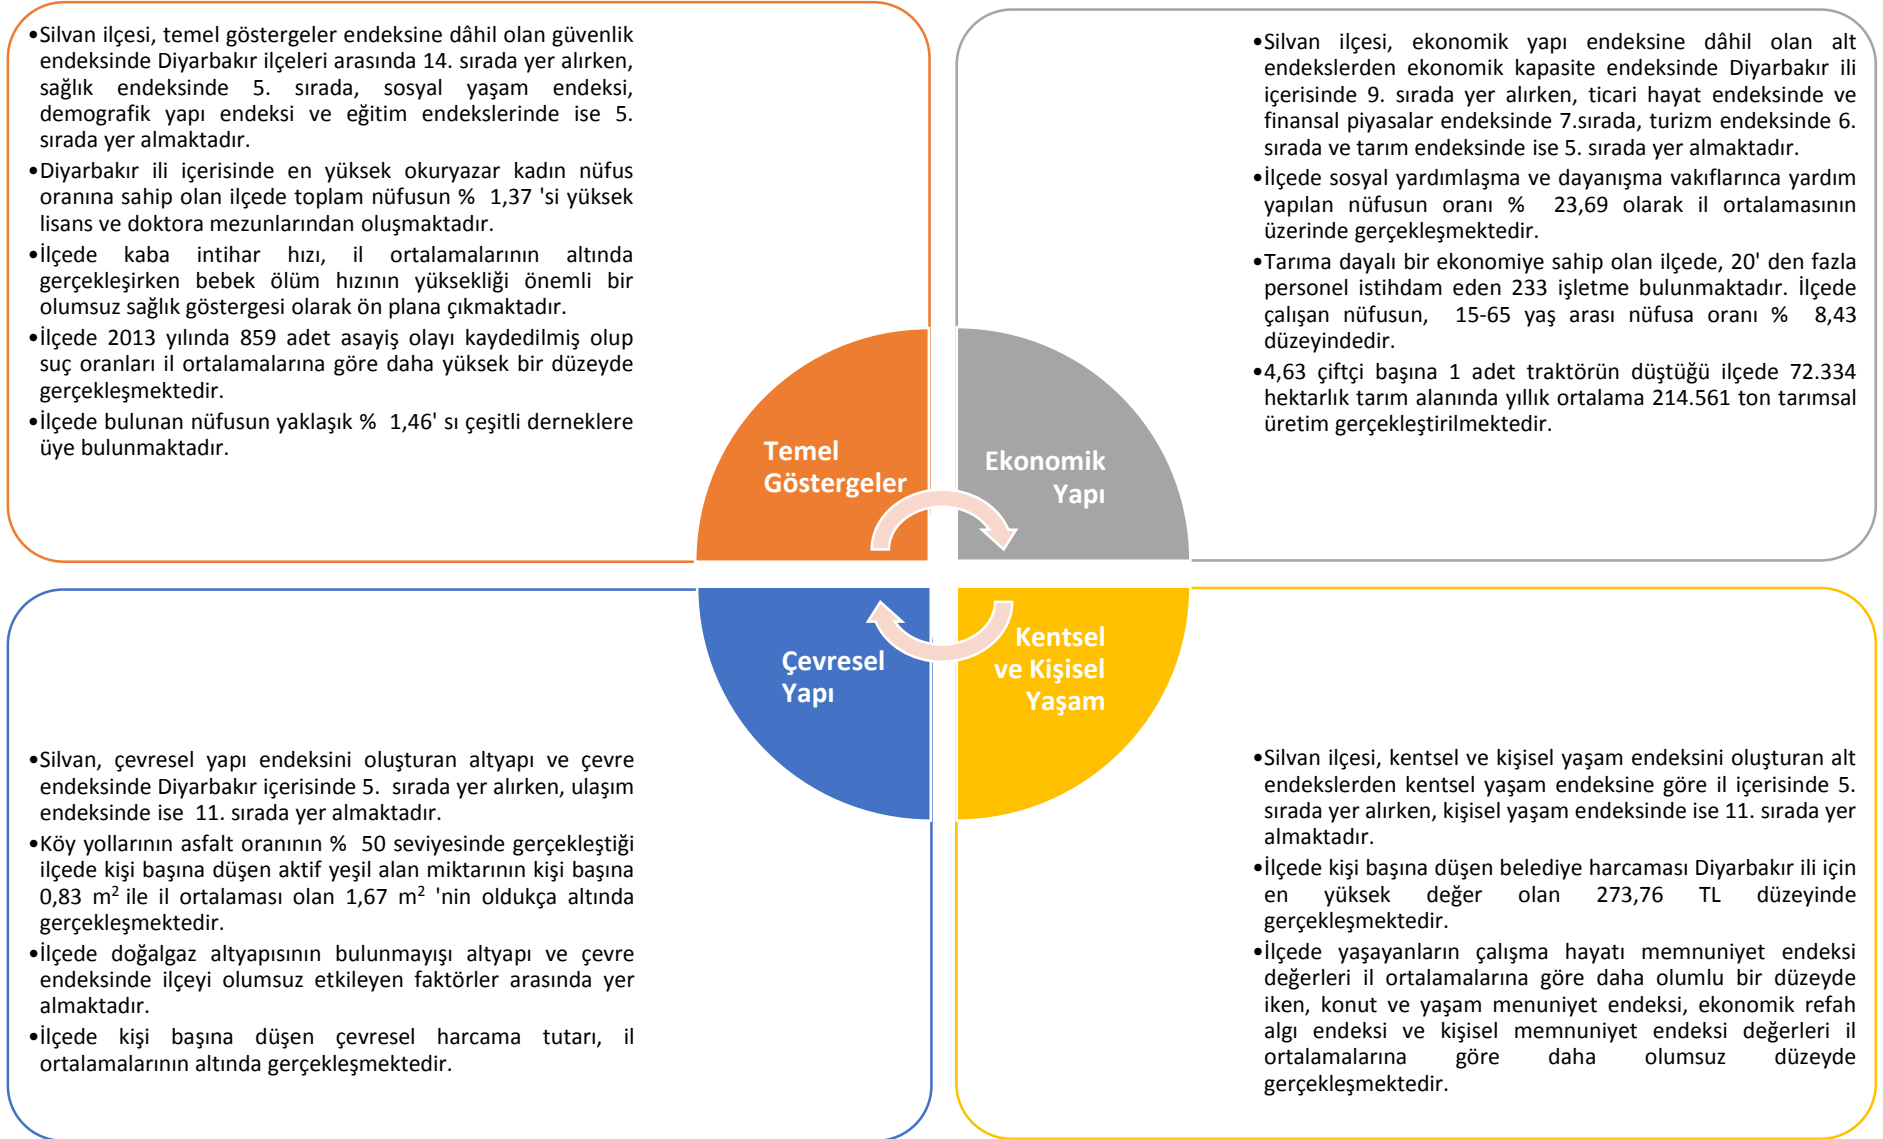 •Silvan ilçesi, temel göstergeler endeksine dâhil olan güvenlik
endeksinde Diyarbakır ilçeleri arasında 14. sırada yer alırken,
sağlık endeksinde 5. sırada, sosyal yaşam endeksi,
demografik yapı endeksi ve eğitim endekslerinde ise 5.
sırada yer almaktadır.
•Diyarbakır ili içerisinde en yüksek okuryazar kadın nüfus
oranına sahip olan ilçede toplam nüfusun % 1,37 'si yüksek
lisans ve doktora mezunlarından oluşmaktadır.
•İlçede kaba intihar hızı, il ortalamalarının altında
gerçekleşirken bebek ölüm hızının yüksekliği önemli bir
olumsuz sağlık göstergesi olarak ön plana çıkmaktadır.
•İlçede 2013 yılında 859 adet asayiş olayı kaydedilmiş olup
suç oranları il ortalamalarına göre daha yüksek bir düzeyde
gerçekleşmektedir.
•İlçede bulunan nüfusun yaklaşık % 1,46' sı çeşitli derneklere
üye bulunmaktadır.
Temel
Göstergeler
•Silvan ilçesi, ekonomik yapı endeksine dâhil olan alt
endekslerden ekonomik kapasite endeksinde Diyarbakır ili
içerisinde 9. sırada yer alırken, ticari hayat endeksinde ve
finansal piyasalar endeksinde 7.sırada, turizm endeksinde 6.
sırada ve tarım endeksinde ise 5. sırada yer almaktadır.
•İlçede sosyal yardımlaşma ve dayanışma vakıflarınca yardım
yapılan nüfusun oranı % 23,69 olarak il ortalamasının
üzerinde gerçekleşmektedir.
•Tarıma dayalı bir ekonomiye sahip olan ilçede, 20' den fazla
personel istihdam eden 233 işletme bulunmaktadır. İlçede
çalışan nüfusun, 15-65 yaş arası nüfusa oranı % 8,43
düzeyindedir.
•4,63 çiftçi başına 1 adet traktörün düştüğü ilçede 72.334
hektarlık tarım alanında yıllık ortalama 214.561 ton tarımsal
üretim gerçekleştirilmektedir.
Ekonomik
Yapı
Çevresel
Yapı
•Silvan, çevresel yapı endeksini oluşturan altyapı ve çevre
endeksinde Diyarbakır içerisinde 5. sırada yer alırken, ulaşım
endeksinde ise 11. sırada yer almaktadır.
•Köy yollarının asfalt oranının % 50 seviyesinde gerçekleştiği
ilçede kişi başına düşen aktif yeşil alan miktarının kişi başına
0,83 m² ile il ortalaması olan 1,67 m² 'nin oldukça altında
gerçekleşmektedir.
•İlçede doğalgaz altyapısının bulunmayışı altyapı ve çevre
endeksinde ilçeyi olumsuz etkileyen faktörler arasında yer
almaktadır.
•İlçede kişi başına düşen çevresel harcama tutarı, il
ortalamalarının altında gerçekleşmektedir.
Kentsel
ve Kişisel
Yaşam
•Silvan ilçesi, kentsel ve kişisel yaşam endeksini oluşturan alt
endekslerden kentsel yaşam endeksine göre il içerisinde 5.
sırada yer alırken, kişisel yaşam endeksinde ise 11. sırada yer
almaktadır.
•İlçede kişi başına düşen belediye harcaması Diyarbakır ili için
en yüksek değer olan 273,76 TL düzeyinde
gerçekleşmektedir.
•İlçede yaşayanların çalışma hayatı memnuniyet endeksi
değerleri il ortalamalarına göre daha olumlu bir düzeyde
iken, konut ve yaşam menuniyet endeksi, ekonomik refah
algı endeksi ve kişisel memnuniyet endeksi değerleri il
ortalamalarına göre daha olumsuz düzeyde
gerçekleşmektedir.